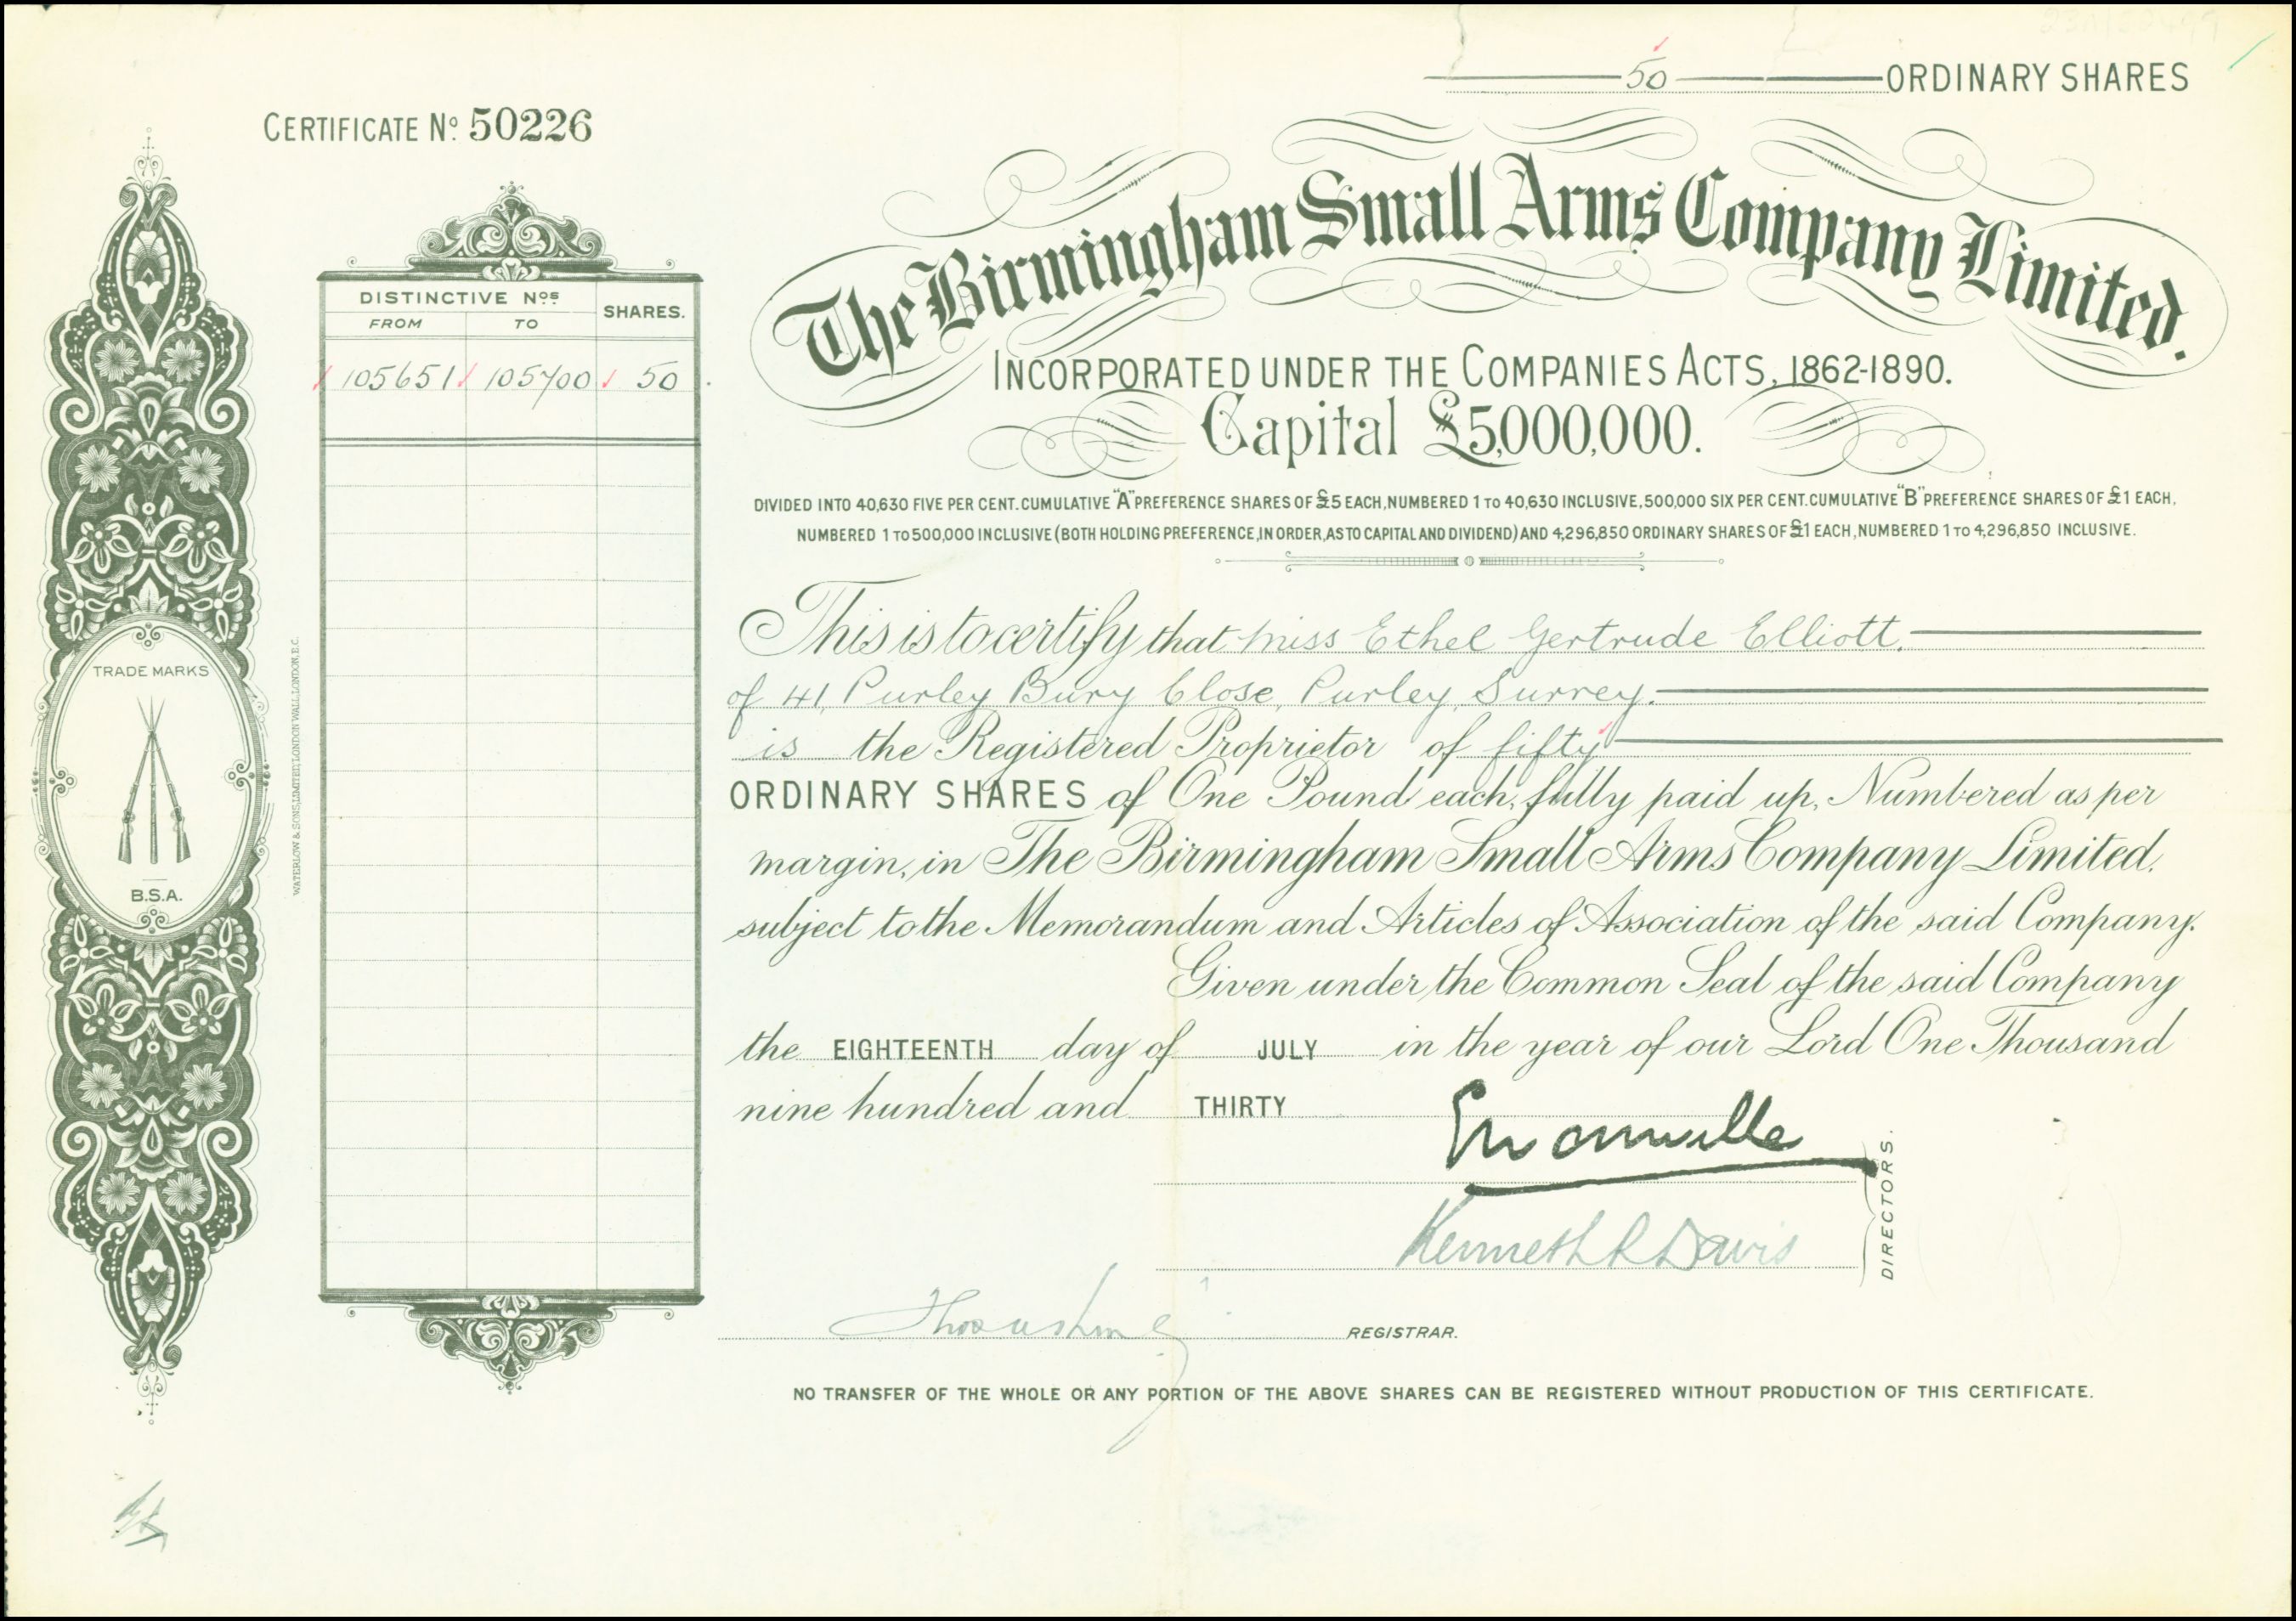 50 ORDINARY SHARES
CERTIFICATE Nº 50226
The Birmingham Small Arms Company Limited.
INCORPORATED UNDER THE COMPANIES ACTS, 1862-1890.
Capital £5,000,000.
DIVIDED INTO 40,630 FIVE PER CENT. CUMULATIVE "A" PREFERENCE SHARES OF £5 EACH, NUMBERED 1 TO 40,630 INCLUSIVE, 500,000 SIX PER CENT. CUMULATIVE "B" PREFERENCE SHARES OF £1 EACH,
NUMBERED 1 TO 500,000 INCLUSIVE (BOTH HOLDING PREFERENCE, IN ORDER, AS TO CAPITAL AND DIVIDEND) AND 4,296,850 ORDINARY SHARES OF £1 EACH, NUMBERED 1 TO 4,296,850 INCLUSIVE.
DISTINCTIVE Nºs SHARES.
FROM TO
105651 105700 50
TRADE MARKS
B.S.A.
WATERLOW & SONS, LIMITED, LONDON WALL, LONDON, E.C.
This is to certify that Miss Ethel Gertrude Elliott.
of 41, Purley Bury Close, Purley, Surrey.
is the Registered Proprietor of fifty
ORDINARY SHARES of One Pound each, fully paid up, Numbered as per
margin, in The Birmingham Small Arms Company Limited,
subject to the Memorandum and Articles of Association of the said Company.
Given under the Common Seal of the said Company
the EIGHTEENTH day of JULY in the year of our Lord One Thousand
nine hundred and THIRTY
Kenneth R Davis
DIRECTORS.
REGISTRAR.
NO TRANSFER OF THE WHOLE OR ANY PORTION OF THE ABOVE SHARES CAN BE REGISTERED WITHOUT PRODUCTION OF THIS CERTIFICATE.